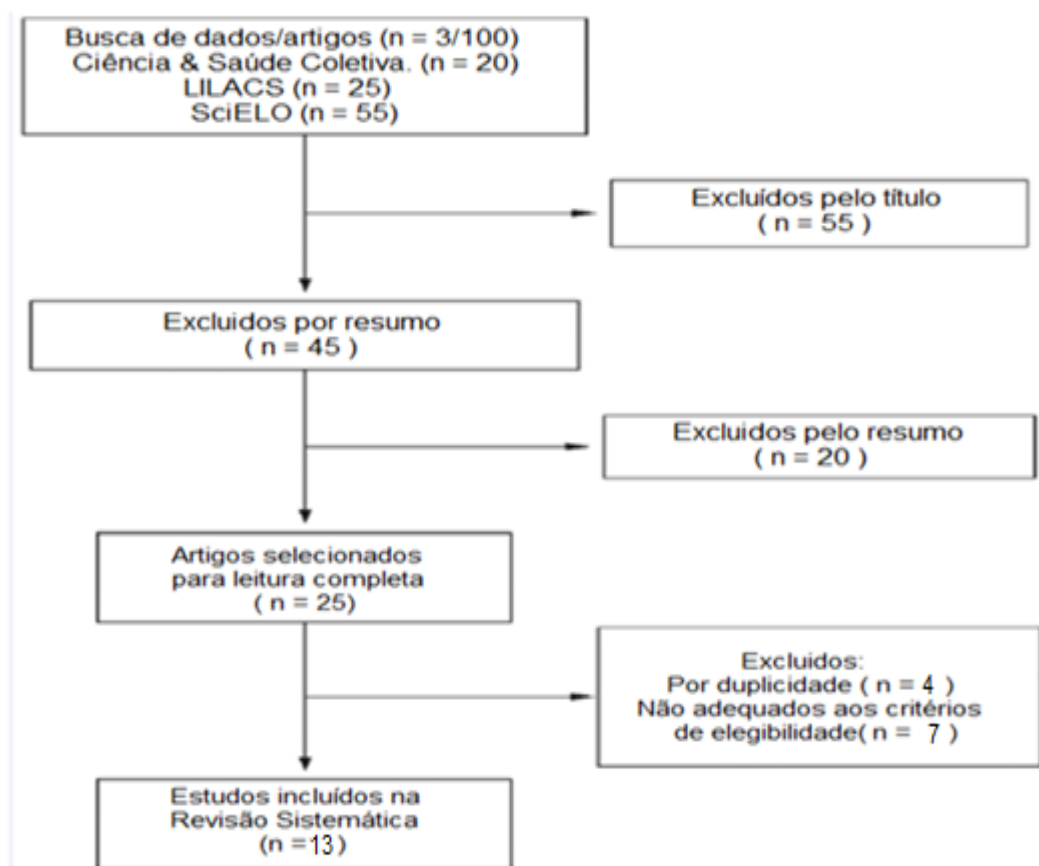 Busca de dados/artigos (n = 3/100)
Ciência & Saúde Coletiva. (n = 20)
LILACS (n = 25)
SciELO (n = 55)
Excluídos pelo título
( n = 55 )
Excluidos por resumo
( n = 45 )
Excluidos pelo resumo
( n = 20 )
Artigos selecionados
para leitura completa
( n = 25)
Excluidos:
Por duplicidade ( n = 4 )
Não adequados aos critérios
de elegibilidade( n = 7 )
Estudos incluídos na
Revisão Sistemática
(n =13)